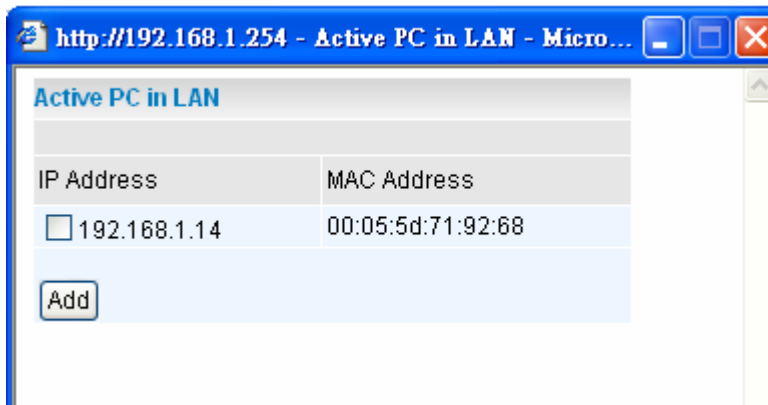 http://192.168.1.254 - Active PC in LAN - Micro...
Active PC in LAN
IP Address MAC Address
192.168.1.14 00:05:5d:71:92:68
Add